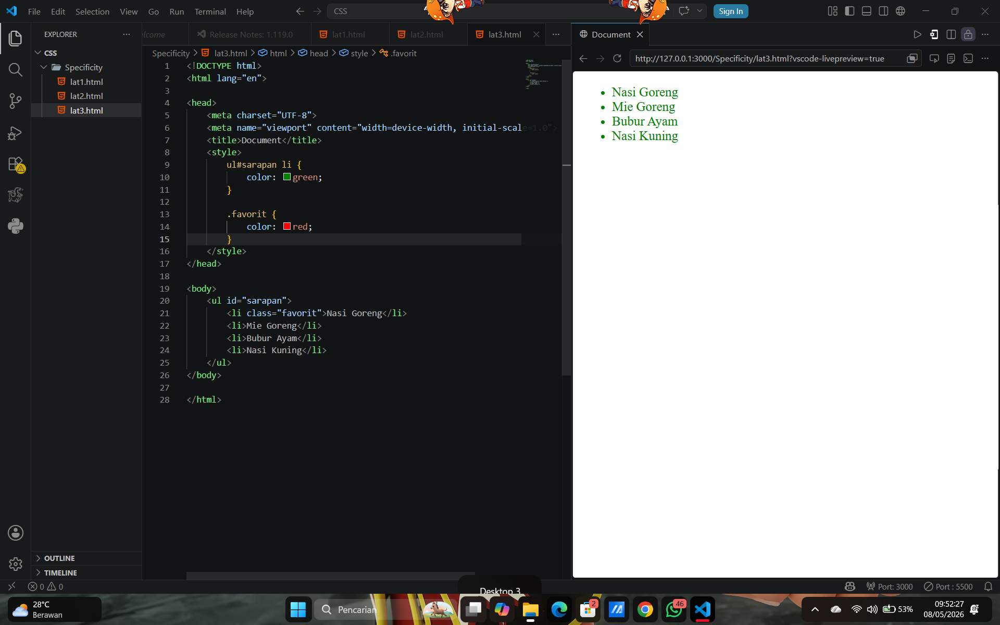 File Edit Selection View Go Run Terminal Help
CSS
Sign In
EXPLORER
CSS
Specificity
lat1.html
lat2.html
lat3.html
OUTLINE
TIMELINE
elcome
Release Notes: 1.119.0
lat1.html
lat2.html
lat3.html
Specificity > lat3.html > html > head > style > .favorit
1 <!DOCTYPE html>
2 <html lang="en">
3
4 <head>
5     <meta charset="UTF-8">
6     <meta name="viewport" content="width=device-width, initial-scale=1.0">
7     <title>Document</title>
8     <style>
9         ul#sarapan li {
10             color: green;
11         }
12
13         .favorit {
14             color: red;
15         }
16     </style>
17 </head>
18
19 <body>
20     <ul id="sarapan">
21         <li class="favorit">Nasi Goreng</li>
22         <li>Mie Goreng</li>
23         <li>Bubur Ayam</li>
24         <li>Nasi Kuning</li>
25     </ul>
26 </body>
27
28 </html>
Document
http://127.0.0.1:3000/Specificity/lat3.html?vscode-livepreview=true
• Nasi Goreng
• Mie Goreng
• Bubur Ayam
• Nasi Kuning
0 0
Port: 3000
Port : 5500
Desktop 3
28°C
Berawan
Pencarian
2
46
53%
09:52:27
08/05/2026